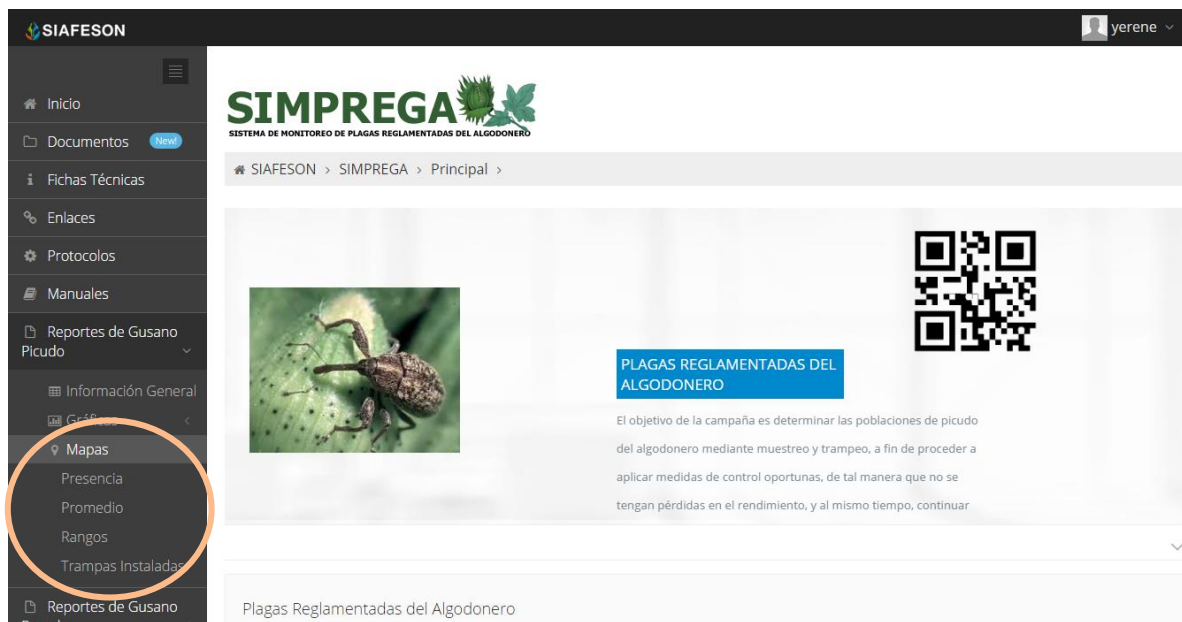 SIAFESON
yerene
Inicio
Documentos New!
Fichas Técnicas
Enlaces
Protocolos
Manuales
Reportes de Gusano
Picudo
Información General
Gráficas
Mapas
Presencia
Promedio
Rangos
Trampas Instaladas
Reportes de Gusano
SIMPREGA
SISTEMA DE MONITOREO DE PLAGAS REGLAMENTADAS DEL ALGODONERO
SIAFESON > SIMPREGA > Principal >
PLAGAS REGLAMENTADAS DEL
ALGODONERO
El objetivo de la campaña es determinar las poblaciones de picudo
del algodonero mediante muestreo y trampeo, a fin de proceder a
aplicar medidas de control oportunas, de tal manera que no se
tengan pérdidas en el rendimiento, y al mismo tiempo, continuar
Plagas Reglamentadas del Algodonero